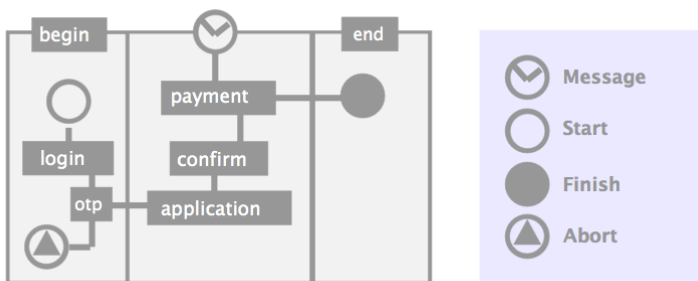 begin
end
payment
login
confirm
otp
application
Message
Start
Finish
Abort